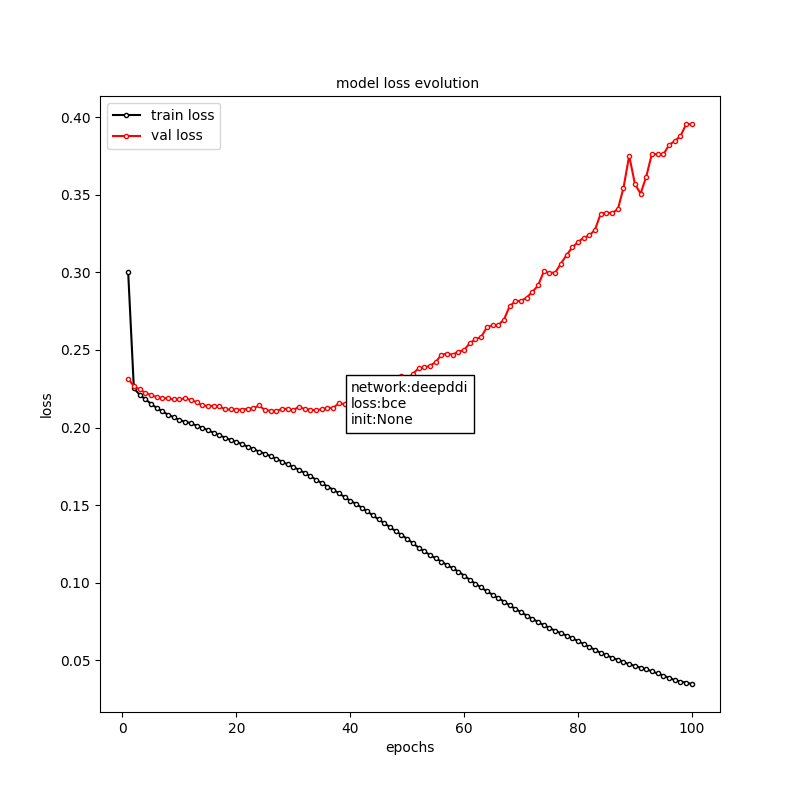 model loss evolution
train loss
val loss
0.40
0.35
0.30
0.25
0.20
0.15
0.10
0.05
loss
network:deepddi
loss:bce
init:None
0 20 40 60 80 100
epochs